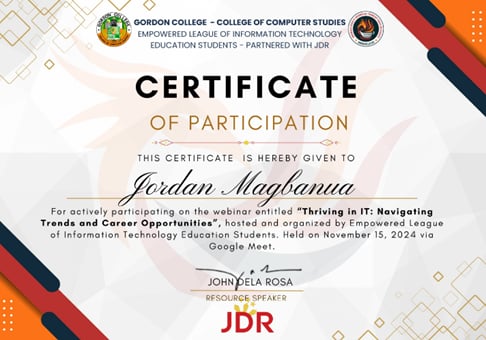 GORDON COLLEGE - COLLEGE OF COMPUTER STUDIES
EMPOWERED LEAGUE OF INFORMATION TECHNOLOGY
EDUCATION STUDENTS - PARTNERED WITH JDR
CERTIFICATE
OF PARTICIPATION
THIS CERTIFICATE IS HEREBY GIVEN TO
Jordan Magbanua
For actively participating on the webinar entitled “Thriving in IT: Navigating
Trends and Career Opportunities”, hosted and organized by Empowered League
of Information Technology Education Students. Held on November 15, 2024 via
Google Meet.
JOHN DELA ROSA
RESOURCE SPEAKER
JDR